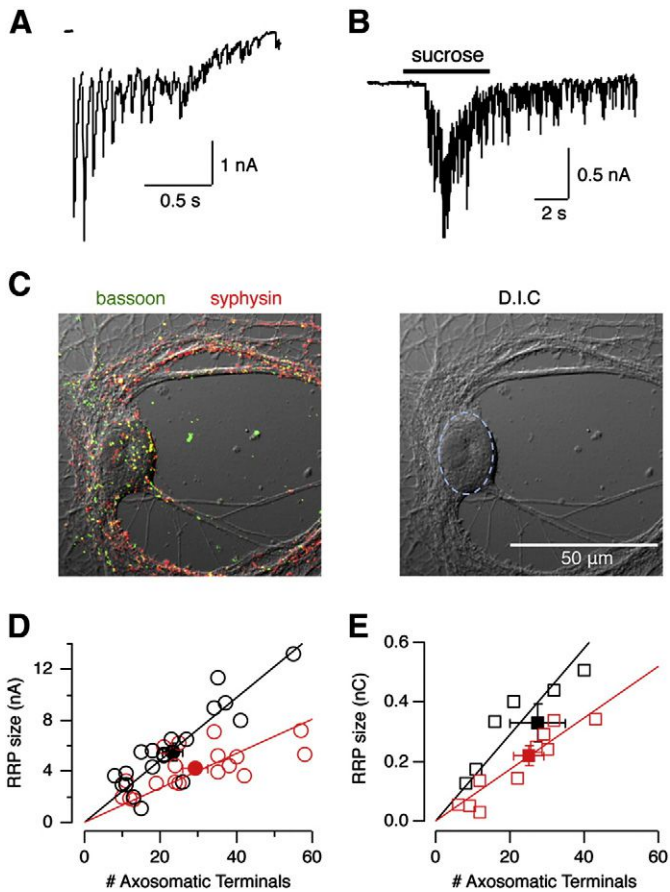 A
B
sucrose
1 nA
0.5 s
0.5 nA
2 s
C
bassoon syphysin
D.I.C
50 µm
D
E
RRP size (nA)
12
8
4
0
0 20 40 60
# Axosomatic Terminals
RRP size (nC)
0.6
0.4
0.2
0.0
0 20 40 60
# Axosomatic Terminals